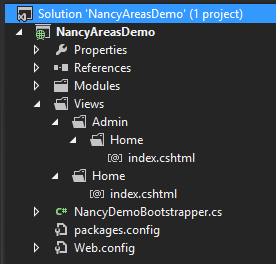 Solution 'NancyAreasDemo' (1 project)
NancyAreasDemo
Properties
References
Modules
Views
Admin
Home
index.cshtml
Home
index.cshtml
C# NancyDemoBootstrapper.cs
packages.config
Web.config